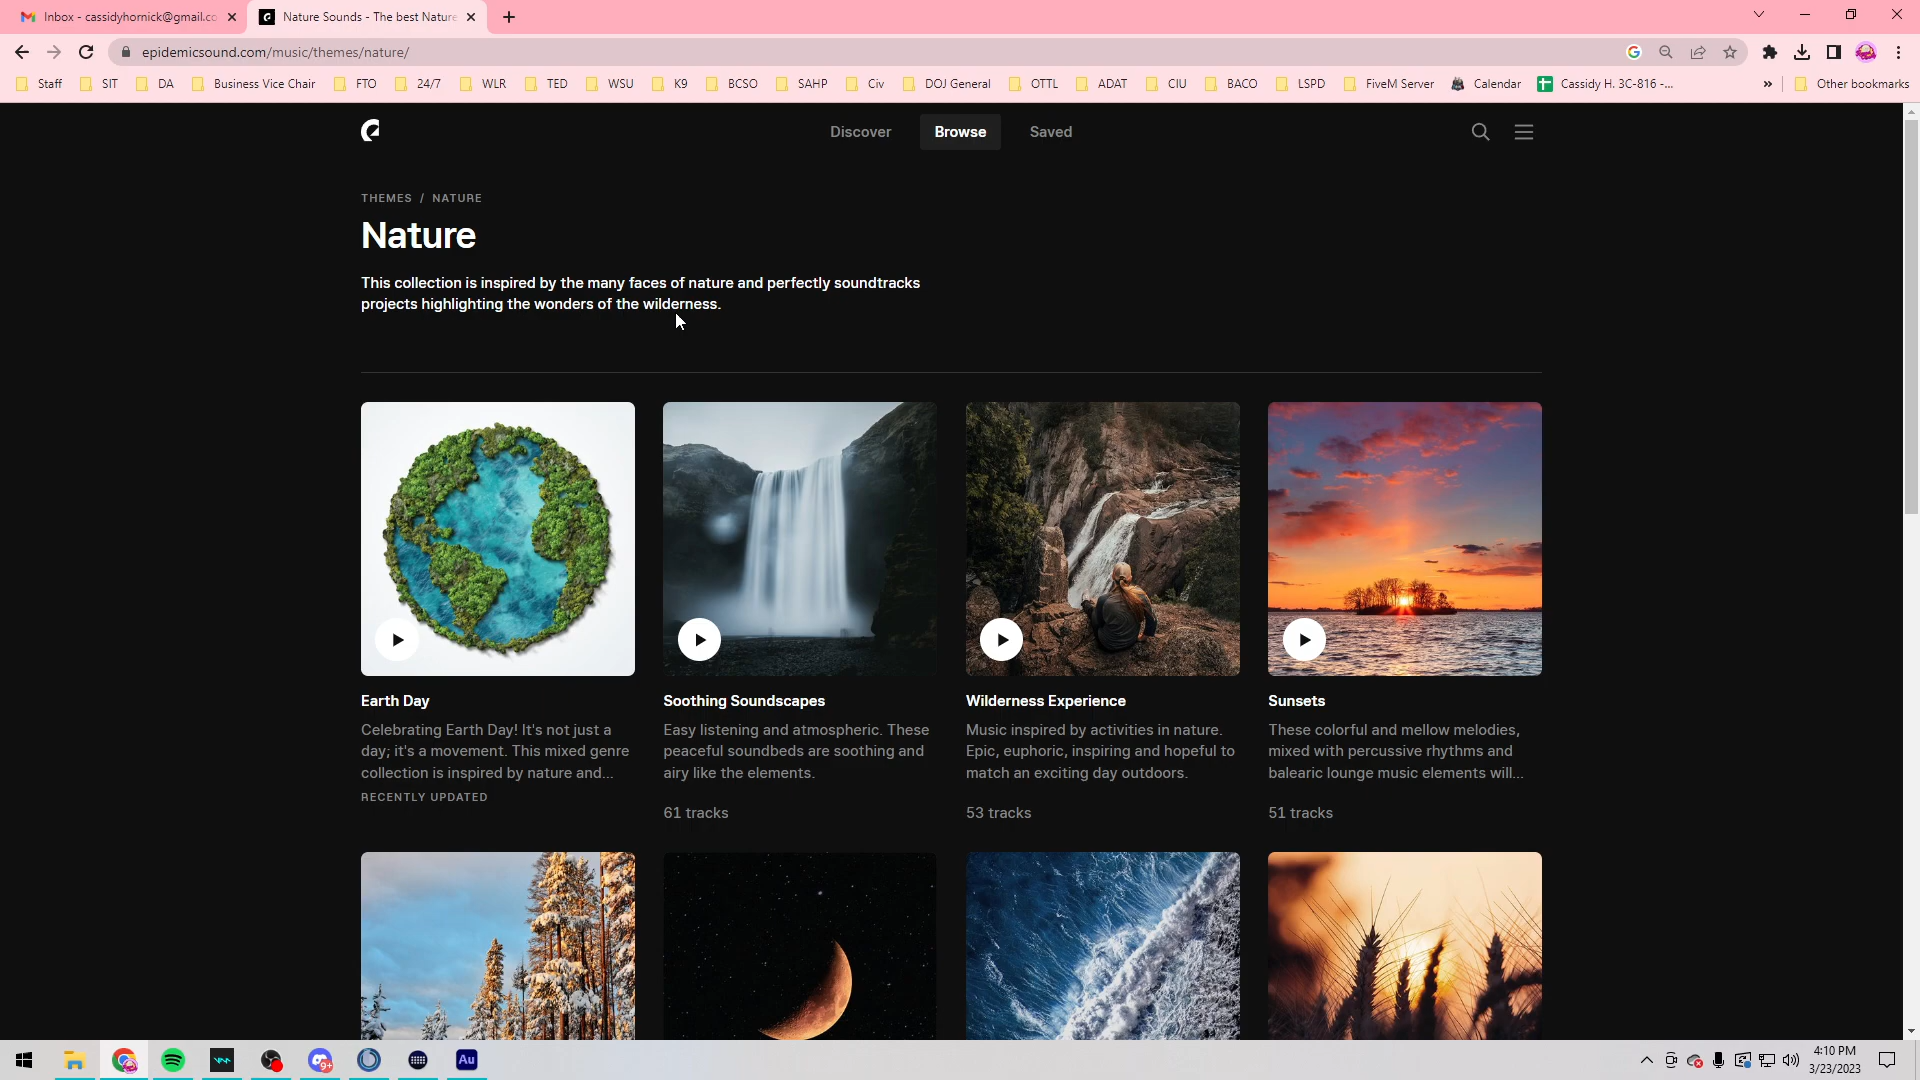 Inbox - cassidyhornick@gmail.co
Nature Sounds - The best Nature
epidemicsound.com/music/themes/nature/
Staff
SIT
DA
Business Vice Chair
FTO
24/7
WLR
TED
WSU
K9
BCSO
SAHP
Civ
DOJ General
OTTL
ADAT
CIU
BACO
LSPD
FiveM Server
Calendar
Cassidy H. 3C-816 -...
»
Other bookmarks
Discover
Browse
Saved
THEMES / NATURE
Nature
This collection is inspired by the many faces of nature and perfectly soundtracks
projects highlighting the wonders of the wilderness.
Earth Day
Celebrating Earth Day! It's not just a
day; it's a movement. This mixed genre
collection is inspired by nature and...
RECENTLY UPDATED
Soothing Soundscapes
Easy listening and atmospheric. These
peaceful soundbeds are soothing and
airy like the elements.
61 tracks
Wilderness Experience
Music inspired by activities in nature.
Epic, euphoric, inspiring and hopeful to
match an exciting day outdoors.
53 tracks
Sunsets
These colorful and mellow melodies,
mixed with percussive rhythms and
balearic lounge music elements will...
51 tracks
9+
Au
4:10 PM
3/23/2023